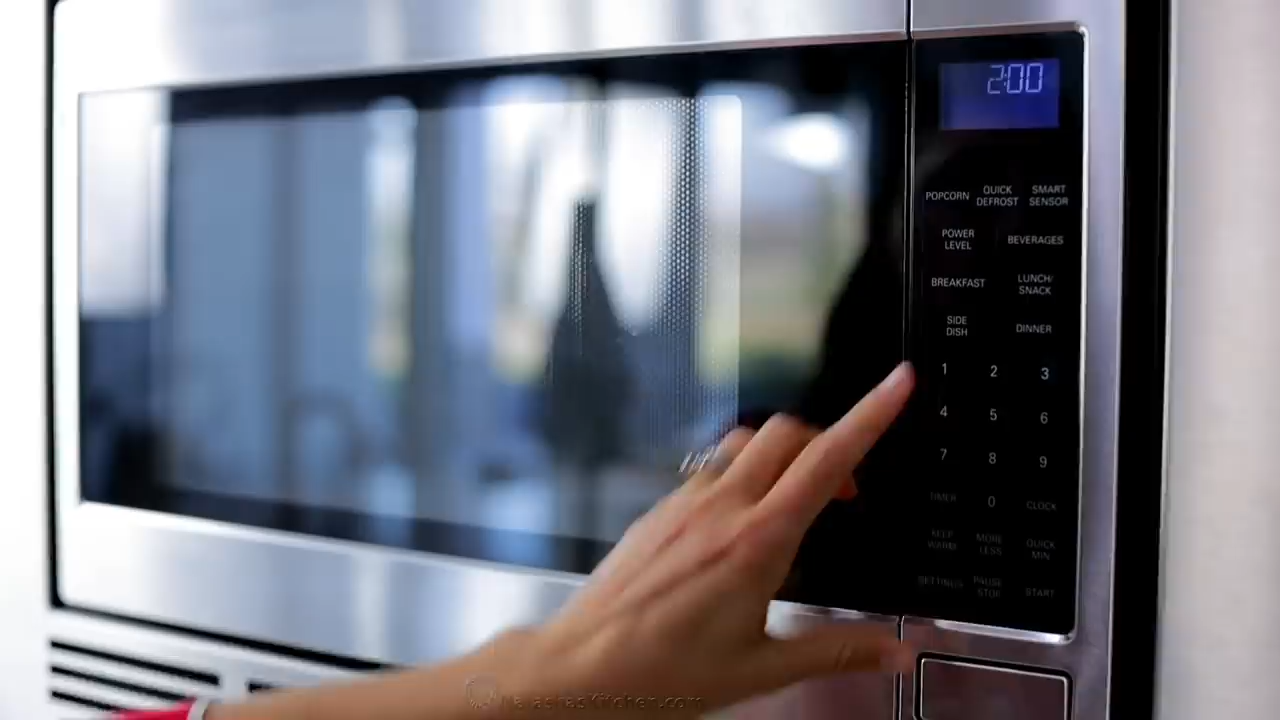 2:00
POPCORN
QUICK
DEFROST
SMART
SENSOR
POWER
LEVEL
BEVERAGES
BREAKFAST
LUNCH/
SNACK
SIDE
DISH
DINNER
1 2 3
4 5 6
7 8 9
TIMER 0 CLOCK
KEEP
WARM
MORE
LESS
QUICK
MIN
SETTINGS
PAUSE
STOP
START
NatashasKitchen.com